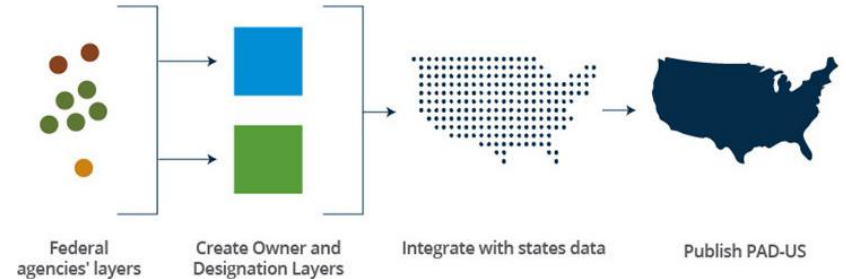 Federal
agencies' layers
Create Owner and
Designation Layers
Integrate with states data
Publish PAD-US